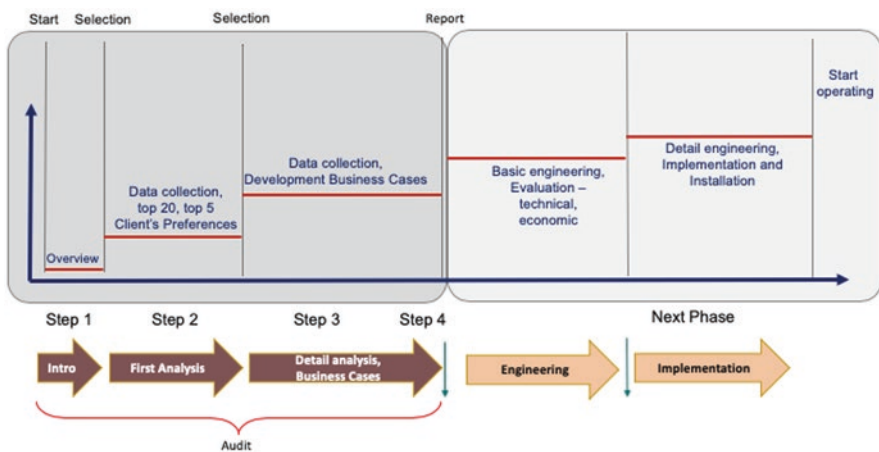 Start
Selection
Selection
Report
Start
operating
Data collection,
Development Business Cases
Detail engineering,
Implementation and
Installation
Basic engineering,
Evaluation –
technical,
economic
Data collection,
top 20, top 5
Client's Preferences
Overview
Step 1
Step 2
Step 3
Step 4
Next Phase
Intro
First Analysis
Detail analysis,
Business Cases
Engineering
Implementation
Audit